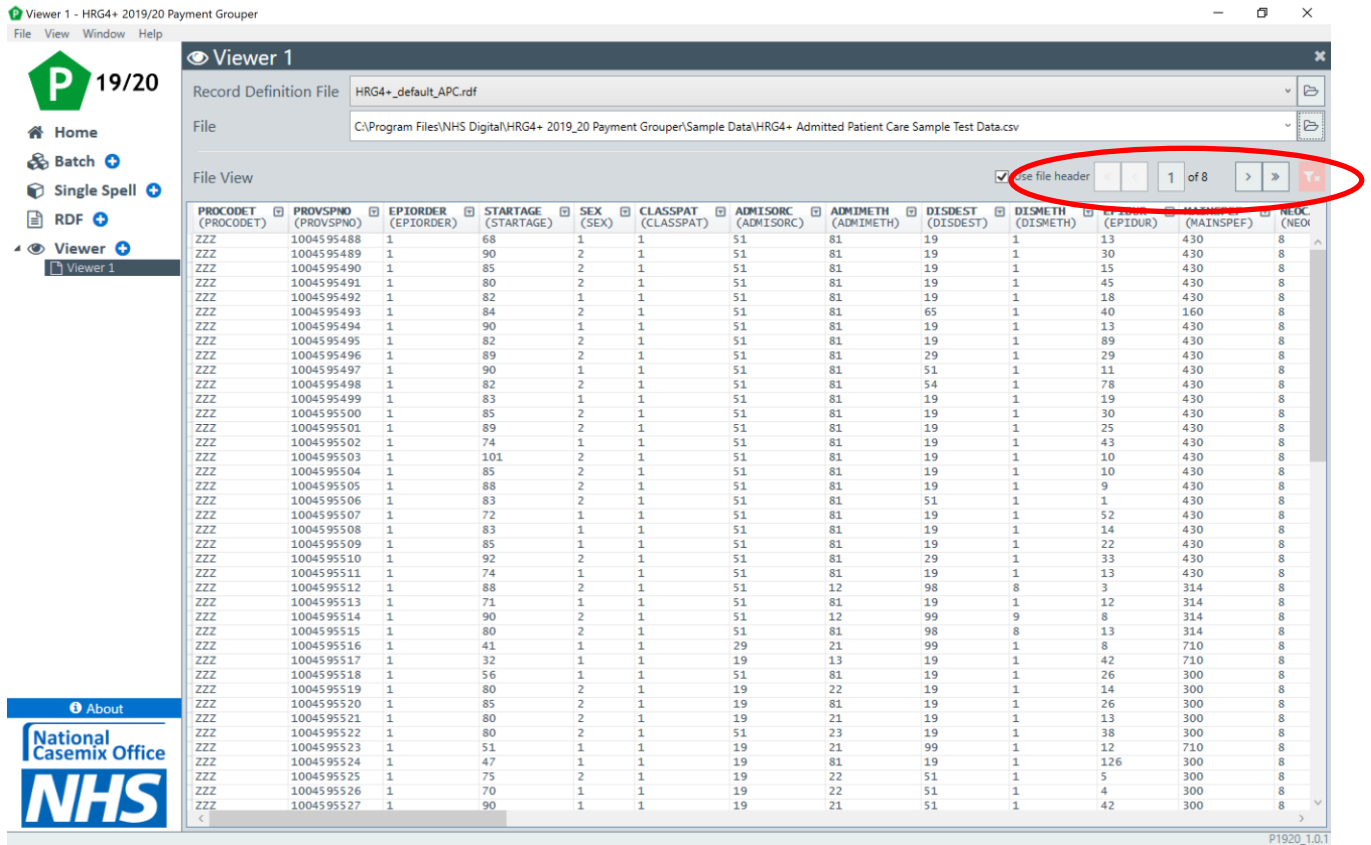 Viewer 1 - HRG4+ 2019/20 Payment Grouper
File View Window Help
P 19/20
Home
Batch
Single Spell
RDF
Viewer
Viewer 1
About
National
Casemix Office
NHS
Viewer 1
Record Definition File HRG4+_default_APC.rdf
File C:\Program Files\NHS Digital\HRG4+ 2019_20 Payment Grouper\Sample Data\HRG4+ Admitted Patient Care Sample Test Data.csv
File View Use file header « ‹ 1 of 8 › »
PROCODET PROVSPNO EPIORDER STARTAGE SEX CLASSPAT ADMISORC ADMIMETH DISDEST DISMETH EPIDUR MAINSPEF NEOC
(PROCODET) (PROVSPNO) (EPIORDER) (STARTAGE) (SEX) (CLASSPAT) (ADMISORC) (ADMIMETH) (DISDEST) (DISMETH) (EPIDUR) (MAINSPEF) (NEO
ZZZ 1004595488 1 68 1 1 51 81 19 1 13 430 8
ZZZ 1004595489 1 90 2 1 51 81 19 1 30 430 8
ZZZ 1004595490 1 85 2 1 51 81 19 1 15 430 8
ZZZ 1004595491 1 80 2 1 51 81 19 1 45 430 8
ZZZ 1004595492 1 82 1 1 51 81 19 1 18 430 8
ZZZ 1004595493 1 84 2 1 51 81 65 1 40 160 8
ZZZ 1004595494 1 90 1 1 51 81 19 1 13 430 8
ZZZ 1004595495 1 82 2 1 51 81 19 1 89 430 8
ZZZ 1004595496 1 89 2 1 51 81 29 1 29 430 8
ZZZ 1004595497 1 90 1 1 51 81 51 1 11 430 8
ZZZ 1004595498 1 82 2 1 51 81 54 1 78 430 8
ZZZ 1004595499 1 83 1 1 51 81 19 1 19 430 8
ZZZ 1004595500 1 85 2 1 51 81 19 1 30 430 8
ZZZ 1004595501 1 89 2 1 51 81 19 1 25 430 8
ZZZ 1004595502 1 74 1 1 51 81 19 1 43 430 8
ZZZ 1004595503 1 101 2 1 51 81 19 1 10 430 8
ZZZ 1004595504 1 85 2 1 51 81 19 1 10 430 8
ZZZ 1004595505 1 88 2 1 51 81 19 1 9 430 8
ZZZ 1004595506 1 83 2 1 51 81 51 1 1 430 8
ZZZ 1004595507 1 72 1 1 51 81 19 1 52 430 8
ZZZ 1004595508 1 83 1 1 51 81 19 1 14 430 8
ZZZ 1004595509 1 85 1 1 51 81 19 1 22 430 8
ZZZ 1004595510 1 92 2 1 51 81 29 1 33 430 8
ZZZ 1004595511 1 74 1 1 51 81 19 1 13 430 8
ZZZ 1004595512 1 88 2 1 51 12 98 8 3 314 8
ZZZ 1004595513 1 71 1 1 51 81 19 1 12 314 8
ZZZ 1004595514 1 90 2 1 51 12 99 9 8 314 8
ZZZ 1004595515 1 80 2 1 51 81 98 8 13 314 8
ZZZ 1004595516 1 41 1 1 29 21 99 1 8 710 8
ZZZ 1004595517 1 32 1 1 19 13 19 1 42 710 8
ZZZ 1004595518 1 56 1 1 51 81 19 1 26 300 8
ZZZ 1004595519 1 80 2 1 19 22 19 1 14 300 8
ZZZ 1004595520 1 85 2 1 19 81 19 1 26 300 8
ZZZ 1004595521 1 80 2 1 19 21 19 1 13 300 8
ZZZ 1004595522 1 80 2 1 51 23 19 1 38 300 8
ZZZ 1004595523 1 51 1 1 19 21 99 1 12 710 8
ZZZ 1004595524 1 47 1 1 19 81 19 1 126 300 8
ZZZ 1004595525 1 75 2 1 19 22 51 1 5 300 8
ZZZ 1004595526 1 70 1 1 19 22 51 1 4 300 8
ZZZ 1004595527 1 90 1 1 19 21 51 1 42 300 8
P1920_1.0.1